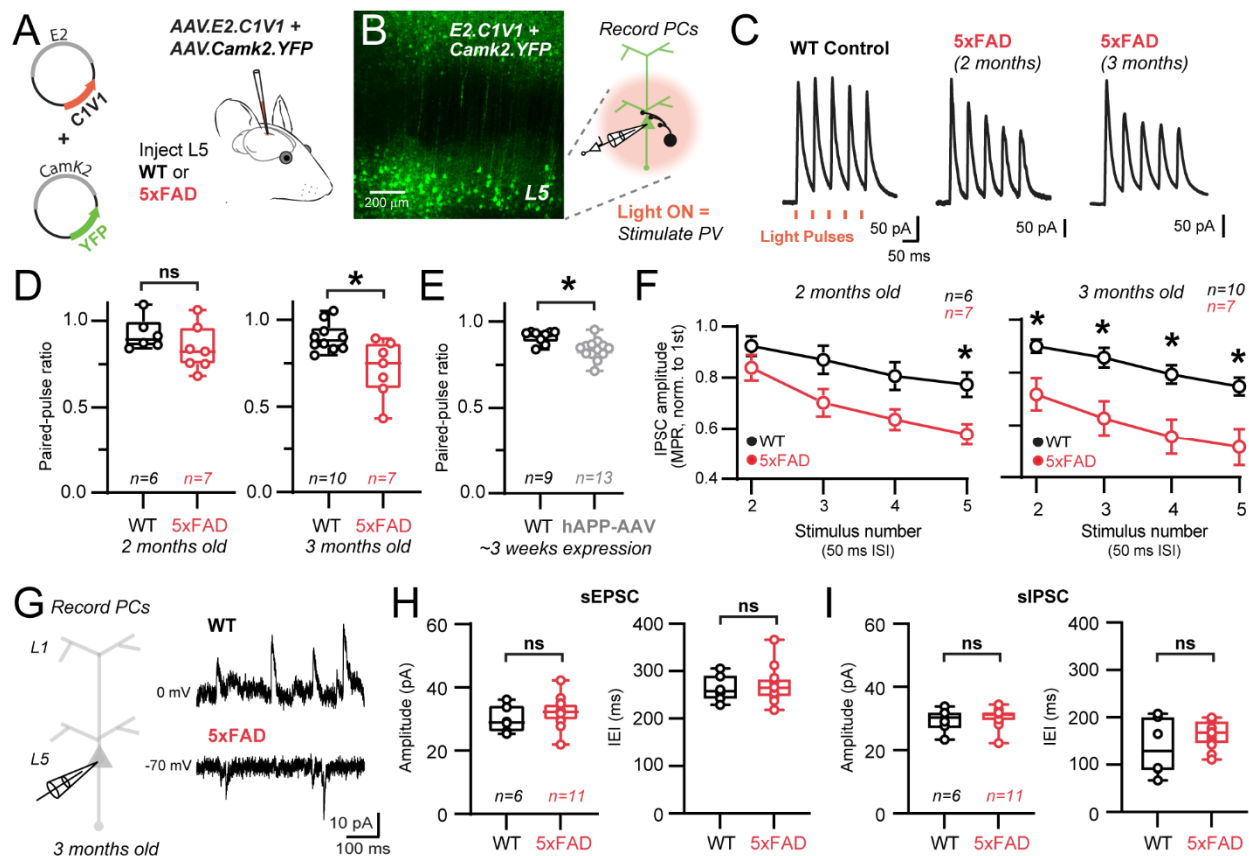 A
E2
C1V1
+
CamK2
YFP
AAV.E2.C1V1 +
AAV.Camk2.YFP
Inject L5
WT or
5xFAD
B
E2.C1V1 +
Camk2.YFP
200 μm
L5
Record PCs
Light ON =
Stimulate PV
C
WT Control
5xFAD
(2 months)
5xFAD
(3 months)
Light Pulses
50 pA
50 ms
50 pA
50 pA
D
ns
Paired-pulse ratio
1.0
0.5
0.0
n=6
n=7
WT
5xFAD
2 months old
*
1.0
0.5
0.0
n=10
n=7
WT
5xFAD
3 months old
E
*
Paired-pulse ratio
1.0
0.5
0.0
n=9
n=13
WT
hAPP-AAV
~3 weeks expression
F
2 months old
n=6
n=7
IPSC amplitude
(MPR, norm. to 1st)
1.0
0.8
0.6
0.4
*
WT
5xFAD
2
3
4
5
Stimulus number
(50 ms ISI)
3 months old
n=10
n=7
*
*
*
*
WT
5xFAD
2
3
4
5
Stimulus number
(50 ms ISI)
G
Record PCs
L1
L5
3 months old
WT
0 mV
5xFAD
-70 mV
10 pA
100 ms
H
sEPSC
ns
Amplitude (pA)
60
40
20
0
n=6
n=11
WT
5xFAD
ns
IEI (ms)
400
300
200
100
0
WT
5xFAD
I
sIPSC
ns
Amplitude (pA)
60
40
20
0
n=6
n=11
WT
5xFAD
ns
IEI (ms)
400
300
200
100
0
WT
5xFAD